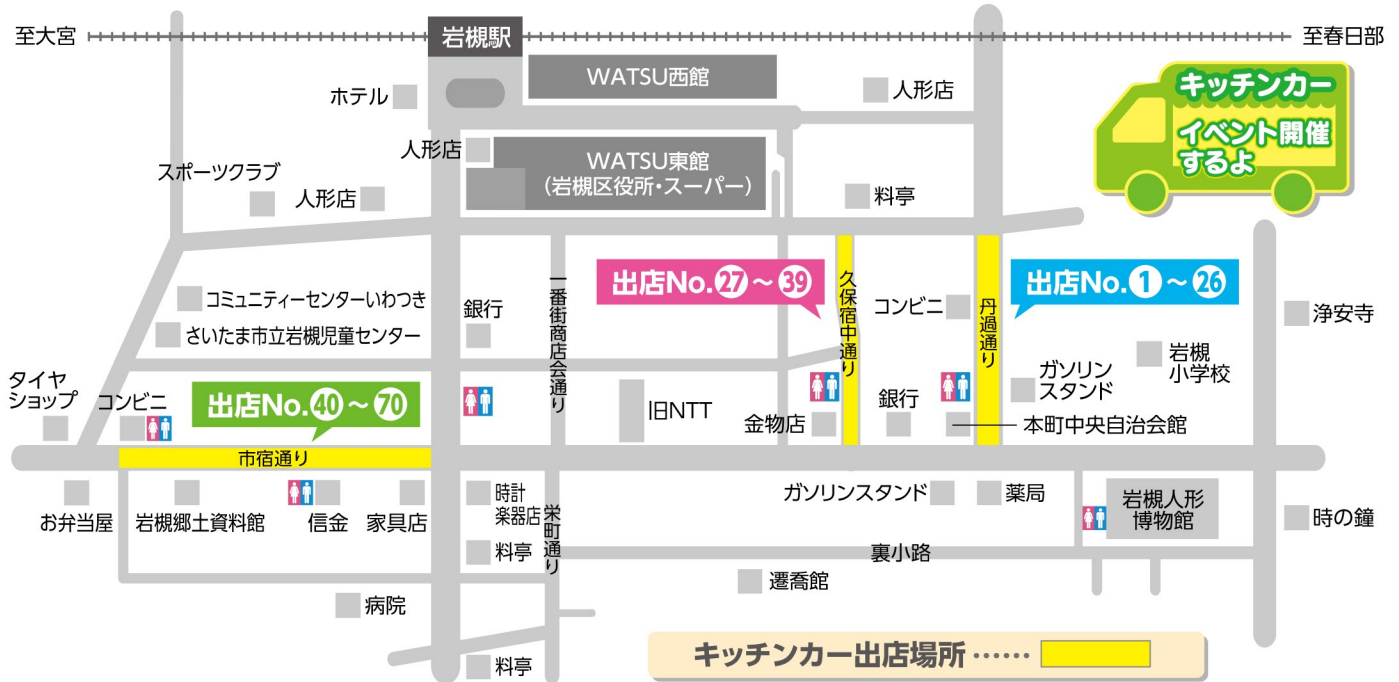 至大宮
岩槻駅
至春日部
WATSU西館
ホテル
人形店
キッチンカー
イベント開催
するよ
人形店
WATSU東館
(岩槻区役所・スーパー)
スポーツクラブ
人形店
料亭
出店No.27～39
出店No.1～26
久保宿中通り
丹過通り
一番街商店会通り
コミュニティーセンターいわつき
さいたま市立岩槻児童センター
銀行
コンビニ
浄安寺
岩槻
小学校
ガソリン
スタンド
タイヤ
ショップ
コンビニ
出店No.40～70
旧NTT
金物店
銀行
本町中央自治会館
市宿通り
お弁当屋
岩槻郷土資料館
信金
家具店
時計
楽器店
栄町通り
料亭
ガソリンスタンド
薬局
岩槻人形
博物館
時の鐘
裏小路
遷喬館
病院
料亭
キッチンカー出店場所……